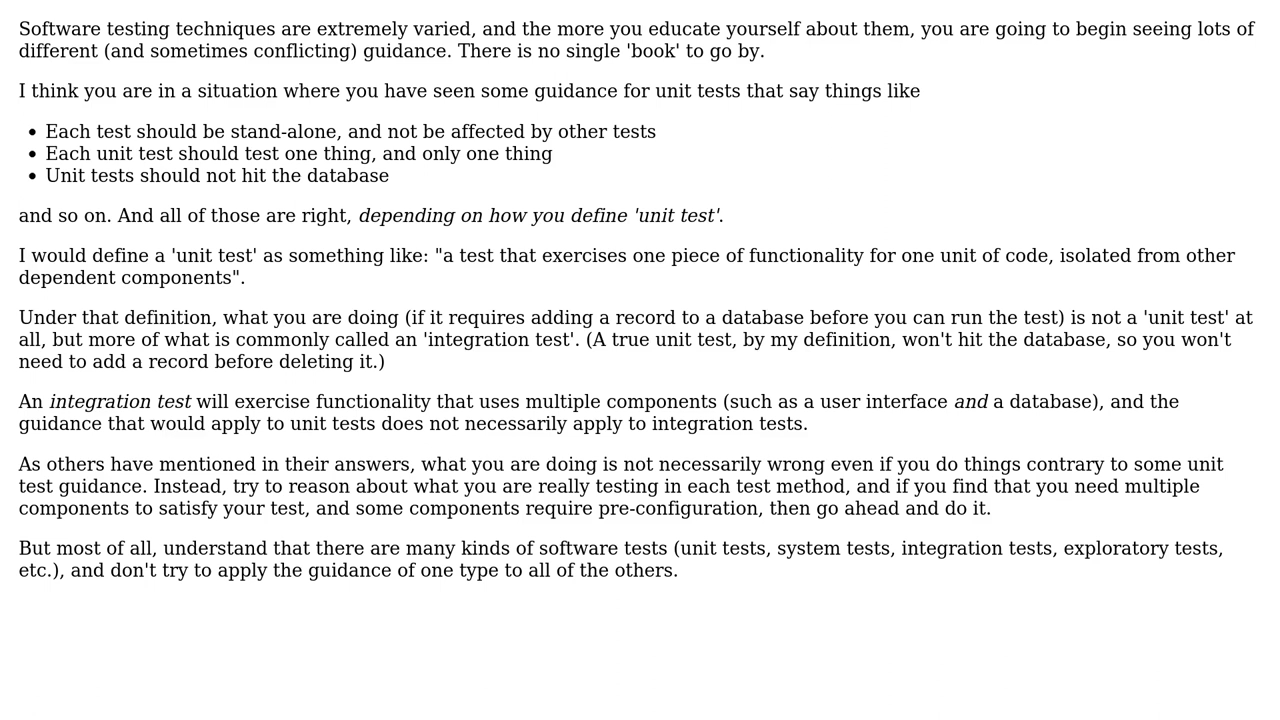 Software testing techniques are extremely varied, and the more you educate yourself about them, you are going to begin seeing lots of
different (and sometimes conflicting) guidance. There is no single 'book' to go by.
I think you are in a situation where you have seen some guidance for unit tests that say things like
• Each test should be stand-alone, and not be affected by other tests
• Each unit test should test one thing, and only one thing
• Unit tests should not hit the database
and so on. And all of those are right, depending on how you define 'unit test'.
I would define a 'unit test' as something like: "a test that exercises one piece of functionality for one unit of code, isolated from other
dependent components".
Under that definition, what you are doing (if it requires adding a record to a database before you can run the test) is not a 'unit test' at
all, but more of what is commonly called an 'integration test'. (A true unit test, by my definition, won't hit the database, so you won't
need to add a record before deleting it.)
An integration test will exercise functionality that uses multiple components (such as a user interface and a database), and the
guidance that would apply to unit tests does not necessarily apply to integration tests.
As others have mentioned in their answers, what you are doing is not necessarily wrong even if you do things contrary to some unit
test guidance. Instead, try to reason about what you are really testing in each test method, and if you find that you need multiple
components to satisfy your test, and some components require pre-configuration, then go ahead and do it.
But most of all, understand that there are many kinds of software tests (unit tests, system tests, integration tests, exploratory tests,
etc.), and don't try to apply the guidance of one type to all of the others.